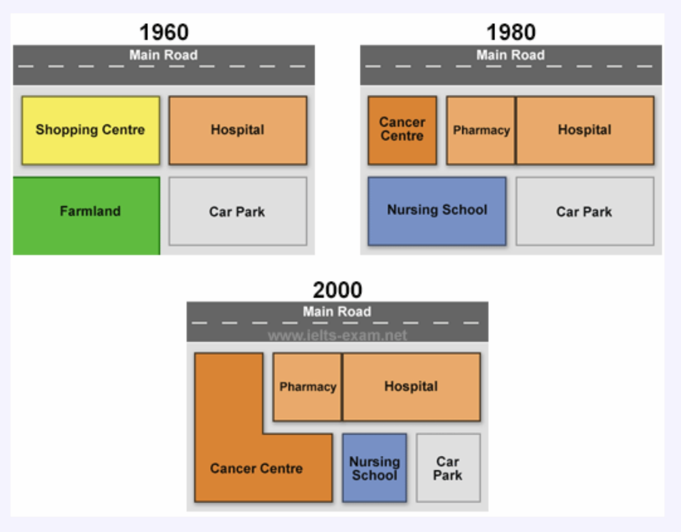 1960
Main Road
Shopping Centre
Hospital
Farmland
Car Park
1980
Main Road
Cancer
Centre
Pharmacy
Hospital
Nursing School
Car Park
2000
Main Road
www.ielts-exam.net
Pharmacy
Hospital
Cancer Centre
Nursing
School
Car
Park